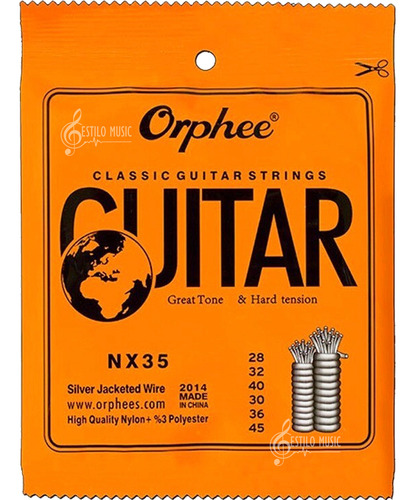 ESTILO MUSIC
Orphee®
CLASSIC GUITAR STRINGS
GUITAR
Great Tone & Hard tension
NX35
Silver Jacketed Wire
www.orphees.com
High Quality Nylon+ %3 Polyester
2014
MADE
IN CHINA
28
32
40
30
36
45
ESTILO MUSIC